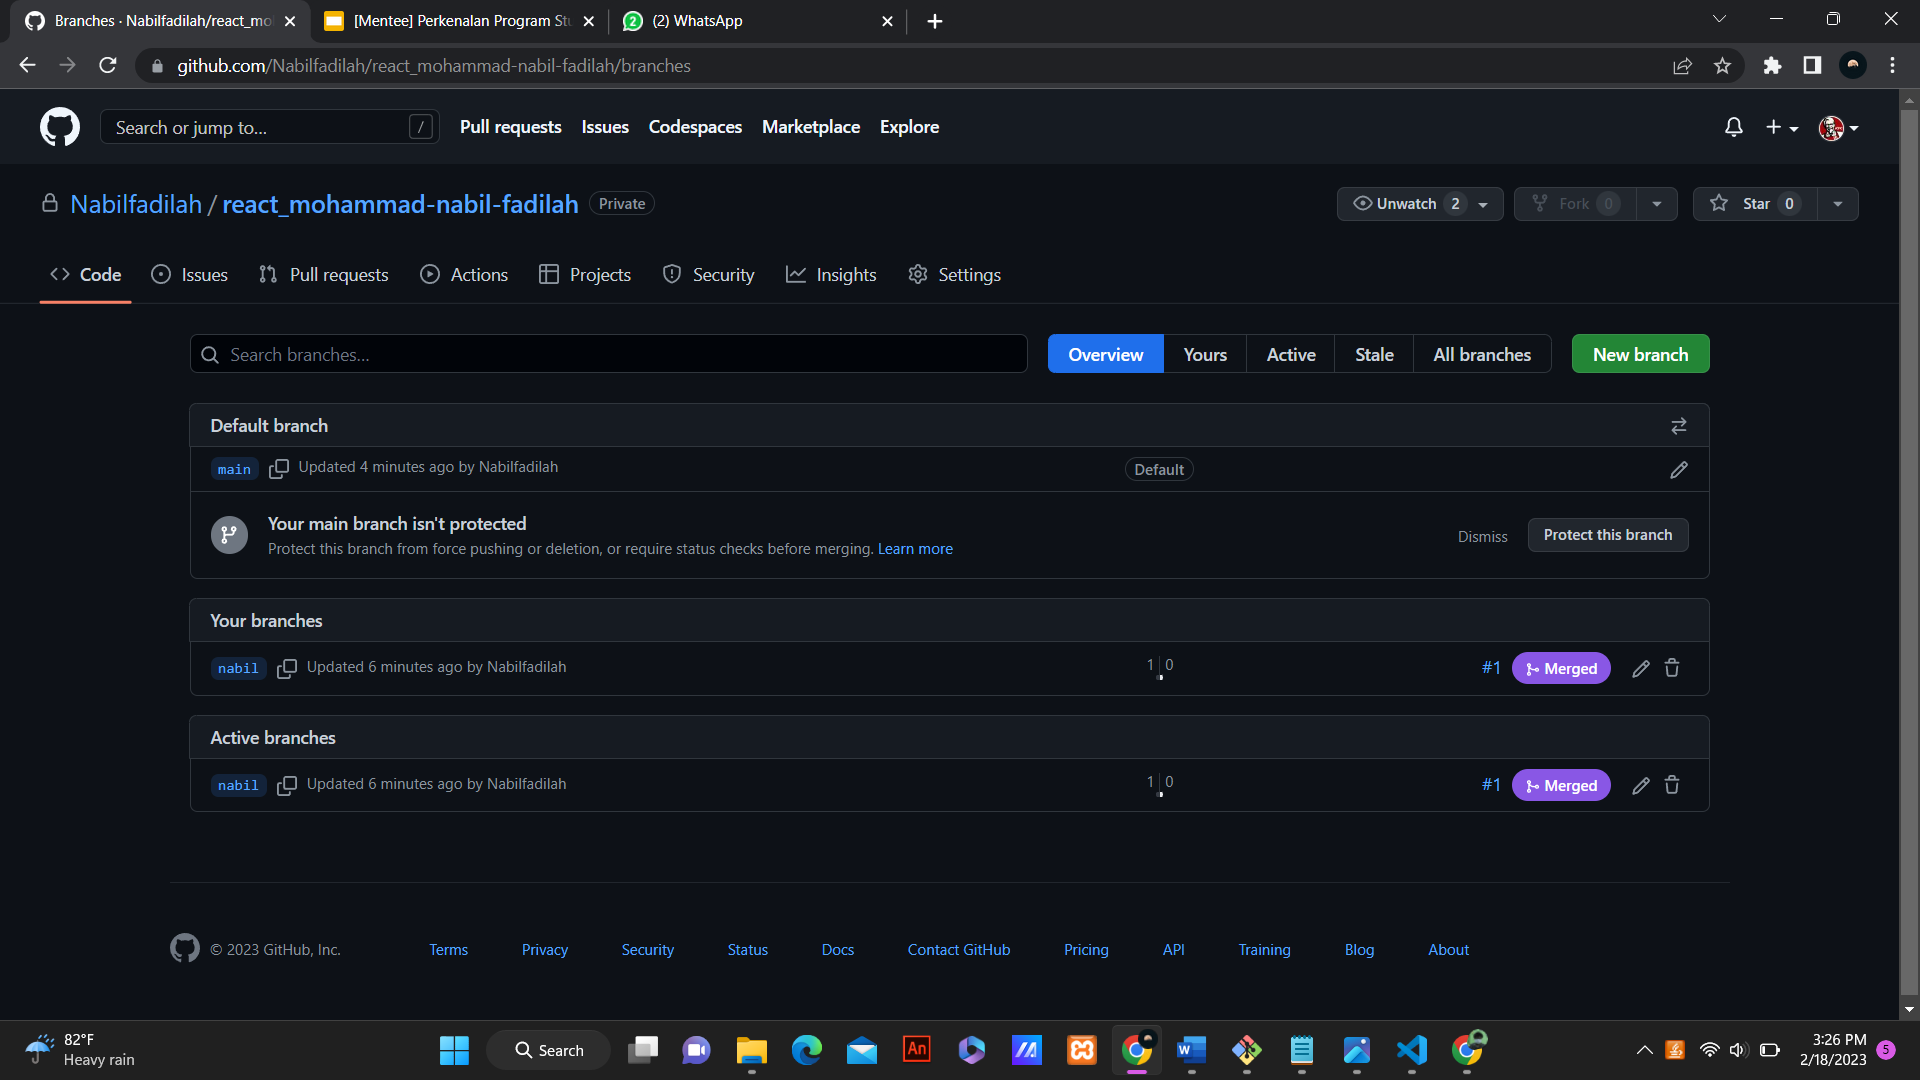 Branches · Nabilfadilah/react_mo
[Mentee] Perkenalan Program St
2 (2) WhatsApp
github.com/Nabilfadilah/react_mohammad-nabil-fadilah/branches
Search or jump to... /
Pull requests Issues Codespaces Marketplace Explore
Nabilfadilah / react_mohammad-nabil-fadilah Private
Unwatch 2 Fork 0 Star 0
Code Issues Pull requests Actions Projects Security Insights Settings
Search branches...
Overview Yours Active Stale All branches New branch
Default branch
main Updated 4 minutes ago by Nabilfadilah Default
Your main branch isn't protected
Protect this branch from force pushing or deletion, or require status checks before merging. Learn more
Dismiss Protect this branch
Your branches
nabil Updated 6 minutes ago by Nabilfadilah 1 0 #1 Merged
Active branches
nabil Updated 6 minutes ago by Nabilfadilah 1 0 #1 Merged
© 2023 GitHub, Inc. Terms Privacy Security Status Docs Contact GitHub Pricing API Training Blog About
82°F
Heavy rain
Search
An
W
3:26 PM
2/18/2023
5